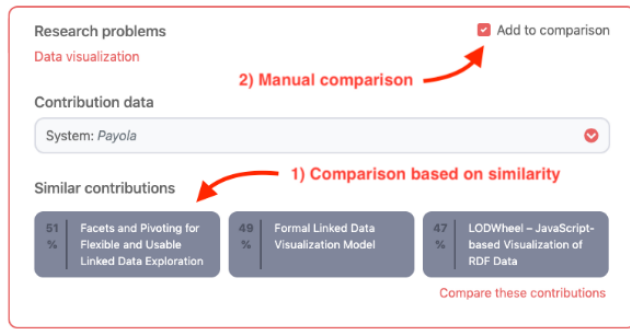 Research problems
Add to comparison
Data visualization
2) Manual comparison
Contribution data
System: Payola
1) Comparison based on similarity
Similar contributions
51 %
Facets and Pivoting for
Flexible and Usable
Linked Data Exploration
49 %
Formal Linked Data
Visualization Model
47 %
LODWheel – JavaScript-
based Visualization of
RDF Data
Compare these contributions